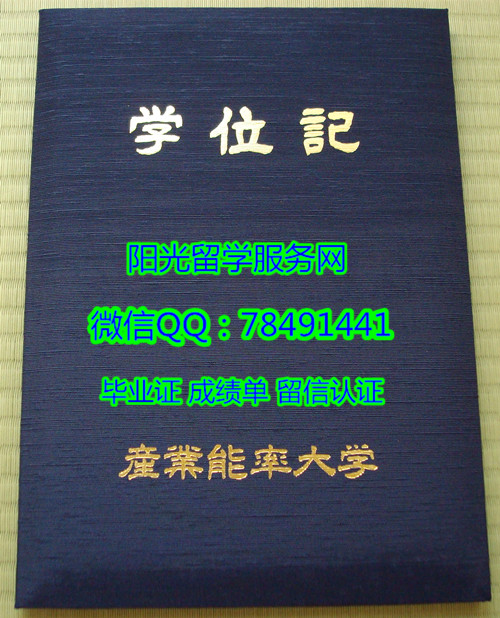 学位記
阳光留学服务网
微信QQ：78491441
毕业证 成绩单 留信认证
産業能率大学